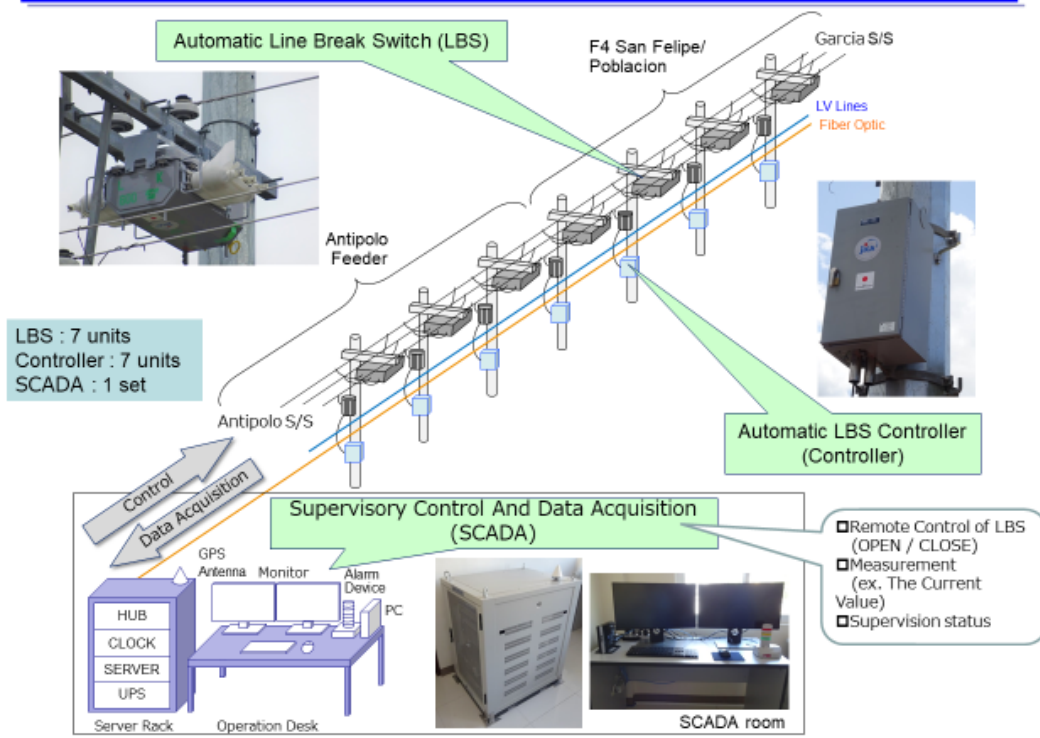 Automatic Line Break Switch (LBS)
F4 San Felipe/
Poblacion
Garcia S/S
LV Lines
Fiber Optic
Antipolo
Feeder
LBS : 7 units
Controller : 7 units
SCADA : 1 set
Antipolo S/S
Automatic LBS Controller
(Controller)
Control
Data Acquisition
Supervisory Control And Data Acquisition
(SCADA)
Remote Control of LBS
(OPEN / CLOSE)
Measurement
(ex. The Current
Value)
Supervision status
GPS
Antenna
Monitor
Alarm
Device
PC
HUB
CLOCK
SERVER
UPS
Server Rack
Operation Desk
SCADA room